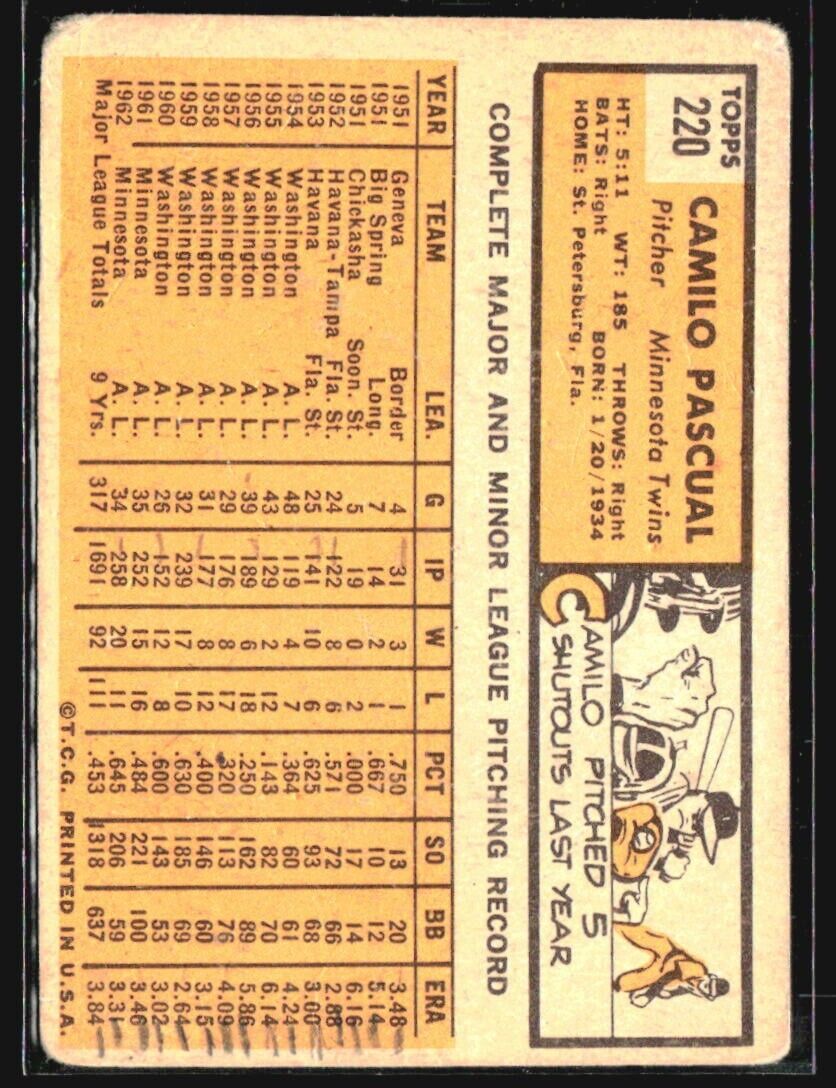 TOPPS
220
CAMILO PASCUAL
Pitcher Minnesota Twins
HT: 5:11 WT: 185 THROWS: Right
BATS: Right BORN: 1/20/1934
HOME: St. Petersburg, Fla.
CAMILO PITCHED 5
SHUTOUTS LAST YEAR
COMPLETE MAJOR AND MINOR LEAGUE PITCHING RECORD
YEAR TEAM LEA. G IP W L PCT SO BB ERA
1951 Geneva Border 4 31 3 1 .750 13 20 3.48
1951 Big Spring Long. 7 14 2 1 .667 10 12 5.14
1951 Chickasha Soon. St. 5 19 0 2 .000 17 14 6.16
1952 Havana-Tampa Fla. St. 24 122 8 6 .571 72 66 2.88
1953 Havana Fla. St. 25 141 10 6 .625 93 68 3.00
1954 Washington A. L. 48 119 4 7 .364 60 61 4.24
1955 Washington A. L. 43 129 2 12 .143 82 70 6.14
1956 Washington A. L. 39 189 6 18 .250 162 89 5.86
1957 Washington A. L. 29 176 8 17 .320 113 76 4.09
1958 Washington A. L. 31 177 8 12 .400 146 60 3.15
1959 Washington A. L. 32 239 17 10 .630 185 69 2.64
1960 Washington A. L. 26 152 12 8 .600 143 53 3.02
1961 Minnesota A. L. 35 252 15 16 .484 221 100 3.46
1962 Minnesota A. L. 34 258 20 11 .645 206 59 3.31
Major League Totals 9 Yrs. 317 1691 92 111 .453 1318 637 3.84
©T.C.G. PRINTED IN U.S.A.